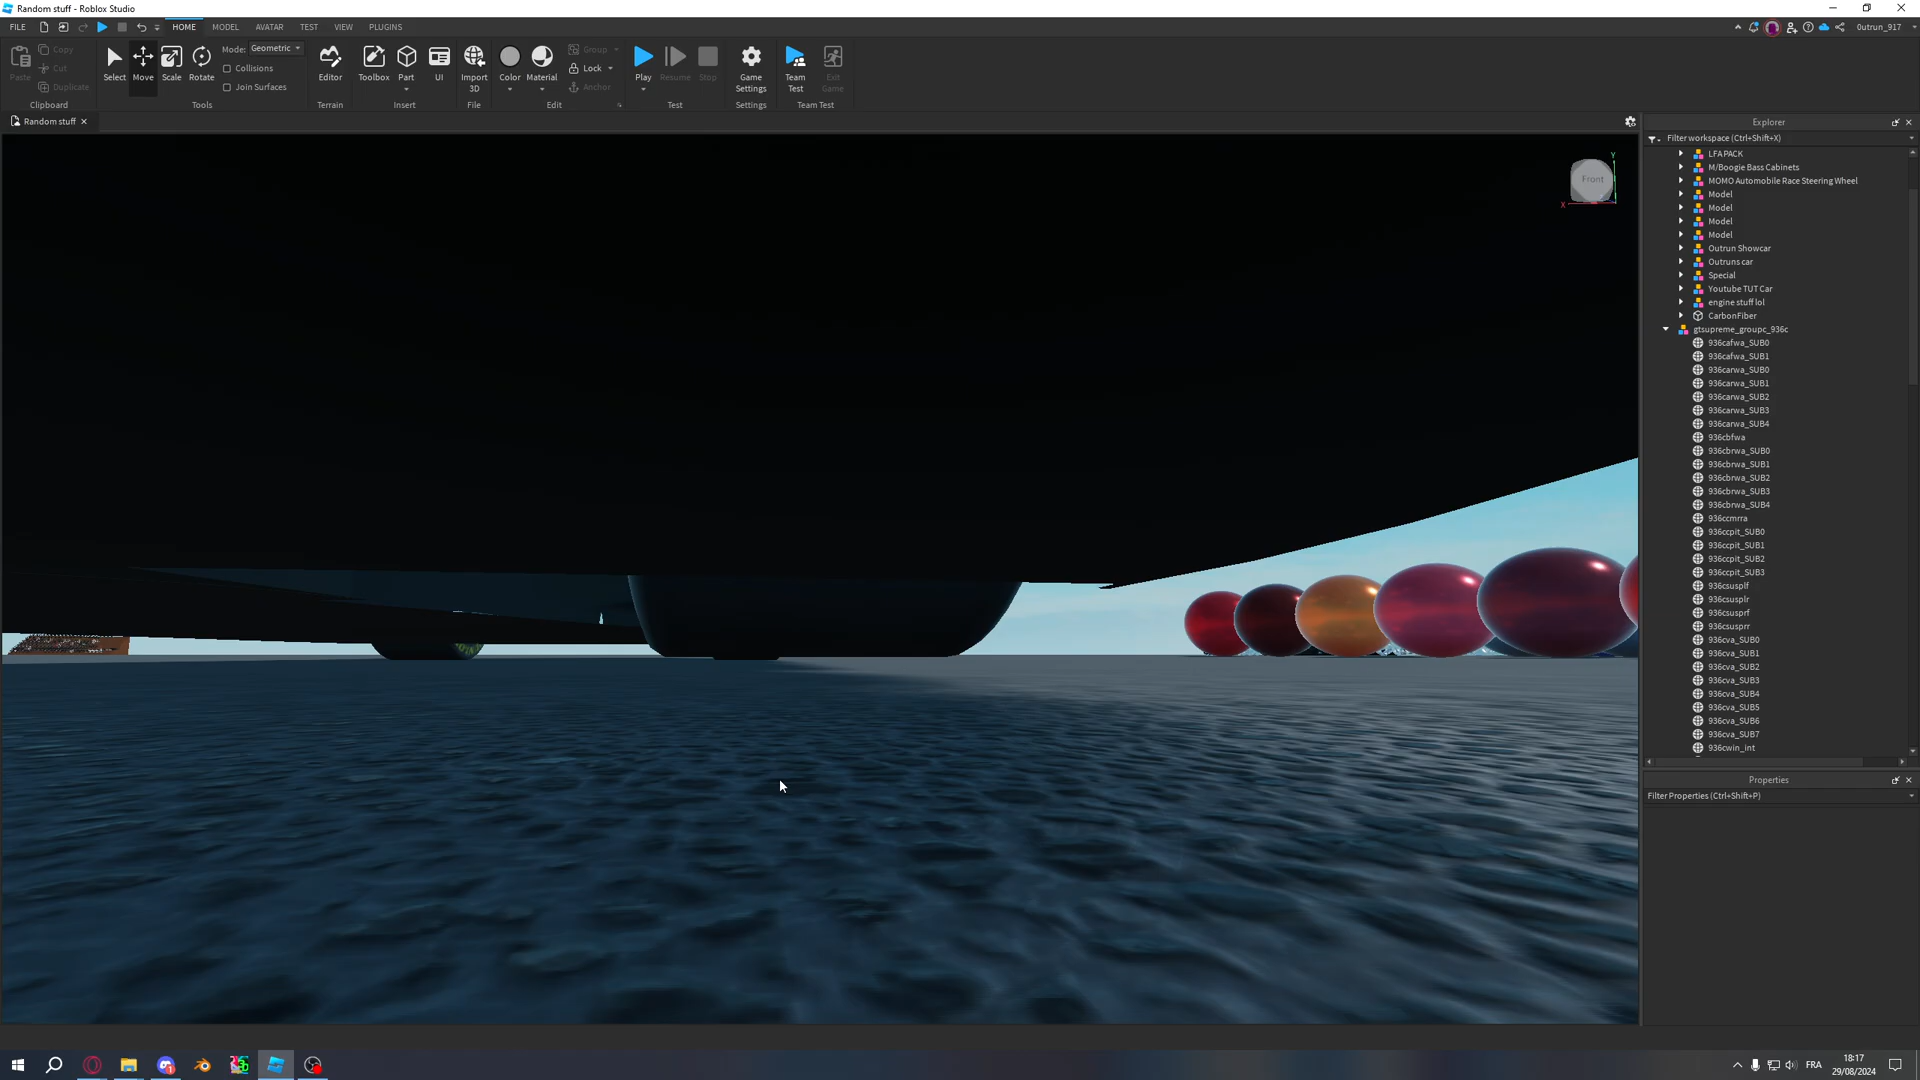 Random stuff - Roblox Studio
FILE
HOME
MODEL
AVATAR
TEST
VIEW
PLUGINS
0utrun_917
Paste
Copy
Cut
Duplicate
Select
Move
Scale
Rotate
Mode:
Geometric
Collisions
Join Surfaces
Editor
Toolbox
Part
UI
Import
3D
Color
Material
Group
Lock
Anchor
Play
Resume
Stop
Game
Settings
Team
Test
Exit
Game
Clipboard
Tools
Terrain
Insert
File
Edit
Test
Settings
Team Test
Random stuff
Front
Y
X
Explorer
Filter workspace (Ctrl+Shift+X)
LFA PACK
M/Boogie Bass Cabinets
MOMO Automobile Race Steering Wheel
Model
Model
Model
Model
Outrun Showcar
Outruns car
Special
Youtube TUT Car
engine stuff lol
CarbonFiber
gtsupreme_groupc_936c
936cafwa_SUB0
936cafwa_SUB1
936carwa_SUB0
936carwa_SUB1
936carwa_SUB2
936carwa_SUB3
936carwa_SUB4
936cbfwa
936cbrwa_SUB0
936cbrwa_SUB1
936cbrwa_SUB2
936cbrwa_SUB3
936cbrwa_SUB4
936ccmrra
936ccpit_SUB0
936ccpit_SUB1
936ccpit_SUB2
936ccpit_SUB3
936csusplf
936csusplr
936csusprf
936csusprr
936cva_SUB0
936cva_SUB1
936cva_SUB2
936cva_SUB3
936cva_SUB4
936cva_SUB5
936cva_SUB6
936cva_SUB7
936cwin_int
Properties
Filter Properties (Ctrl+Shift+P)
FRA
18:17
29/08/2024